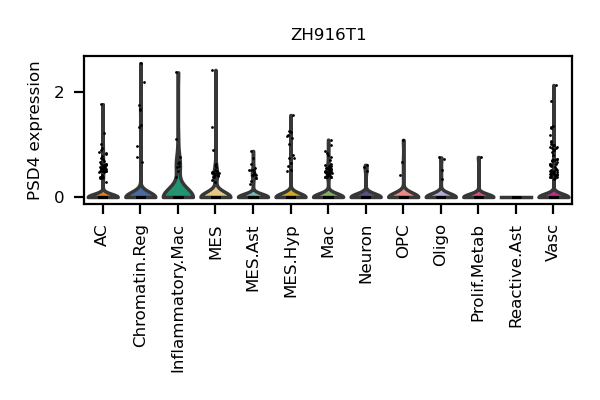 ZH916T1
PSD4 expression
2
0
AC
Chromatin.Reg
Inflammatory.Mac
MES
MES.Ast
MES.Hyp
Mac
Neuron
OPC
Oligo
Prolif.Metab
Reactive.Ast
Vasc